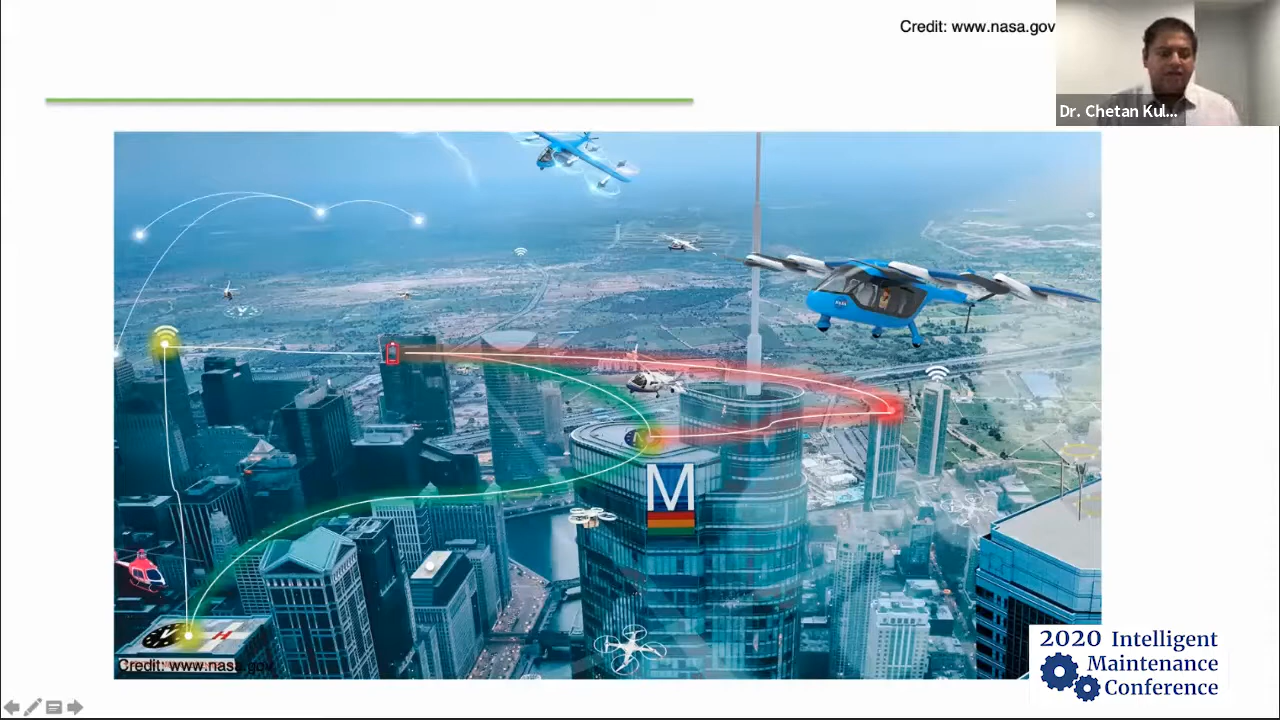 Credit: www.nasa.gov
Dr. Chetan Kul...
M
H
Credit: www.nasa.gov
2020 Intelligent
Maintenance
Conference